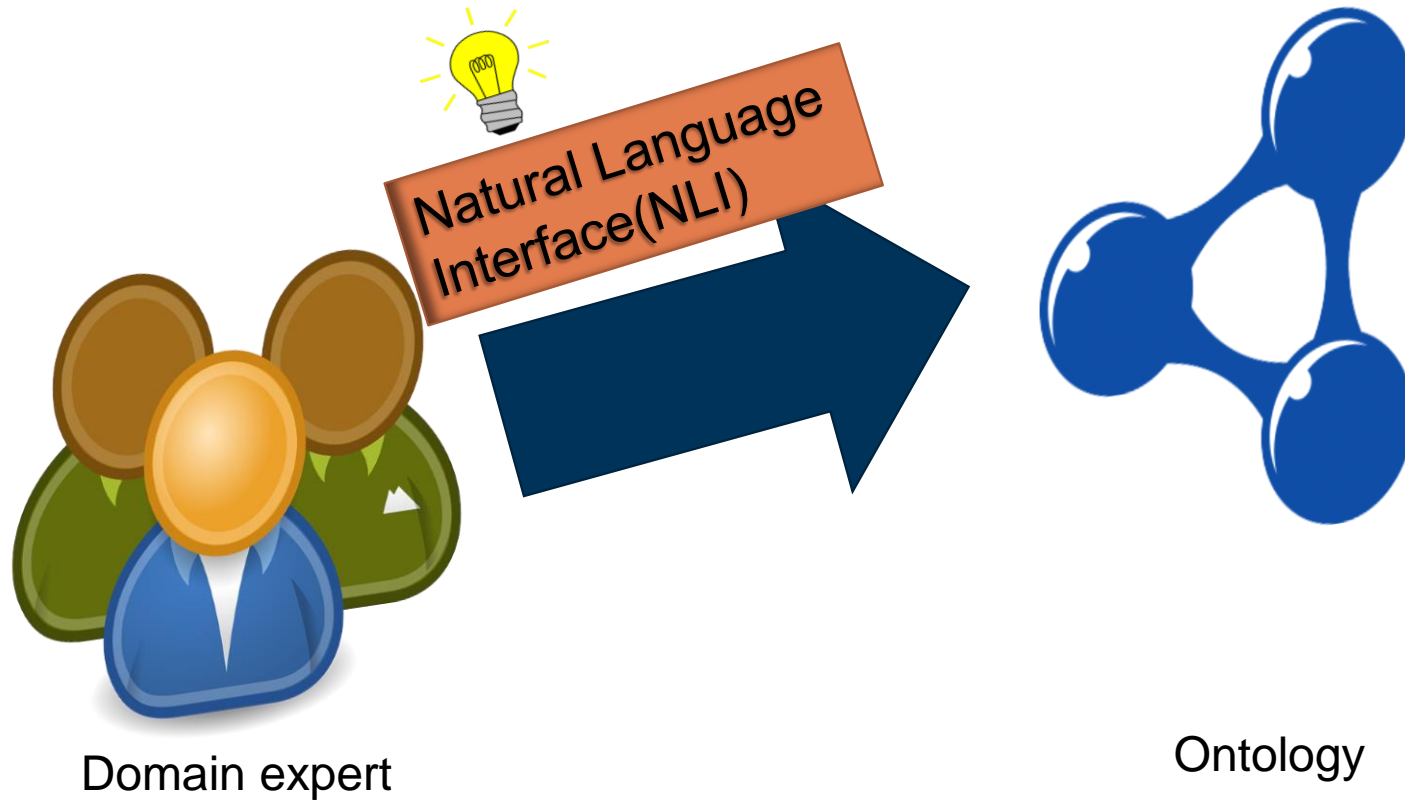 Natural Language
Interface(NLI)
Domain expert
Ontology